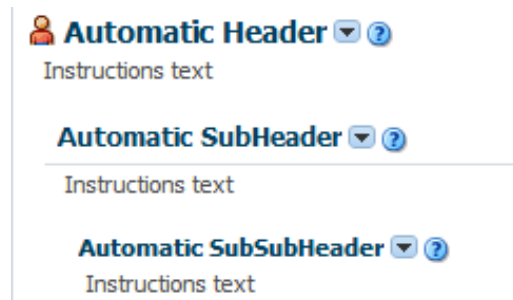 Automatic Header
Instructions text
Automatic SubHeader
Instructions text
Automatic SubSubHeader
Instructions text